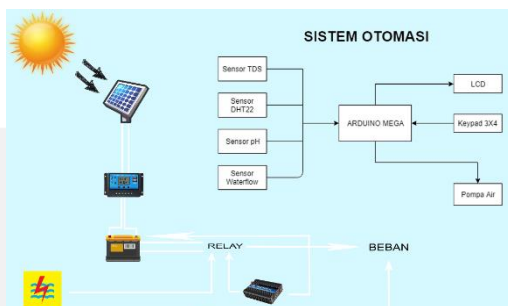 SISTEM OTOMASI
Sensor TDS
Sensor
DHT22
Sensor pH
Sensor
Waterflow
ARDUINO MEGA
LCD
Keypad 3X4
Pompa Air
RELAY
BEBAN